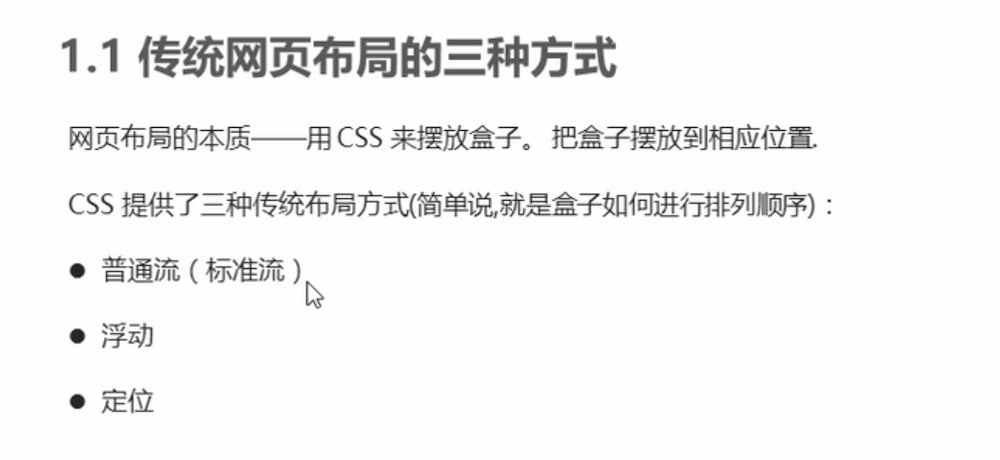 1.1 传统网页布局的三种方式
网页布局的本质——用 CSS 来摆放盒子。 把盒子摆放到相应位置.
CSS 提供了三种传统布局方式(简单说,就是盒子如何进行排列顺序)：
● 普通流（标准流）
● 浮动
● 定位